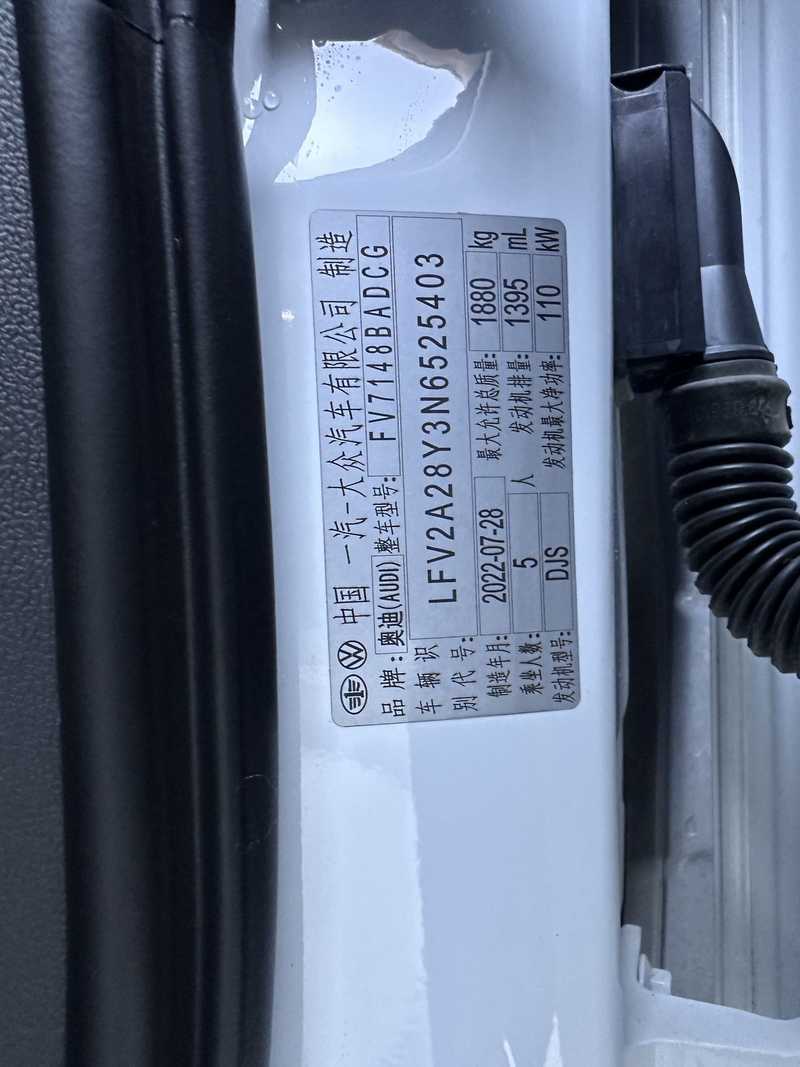 中国 一汽-大众汽车有限公司 制造
品牌: 奥迪(AUDI) 整车型号: FV7148BADCG
车辆识别代号: LFV2A28Y3N6525403
制造年月: 2022-07-28 最大允许总质量: 1880 kg
乘坐人数: 5 人 发动机排量: 1395 mL
发动机型号: DJS 发动机最大净功率: 110 kW